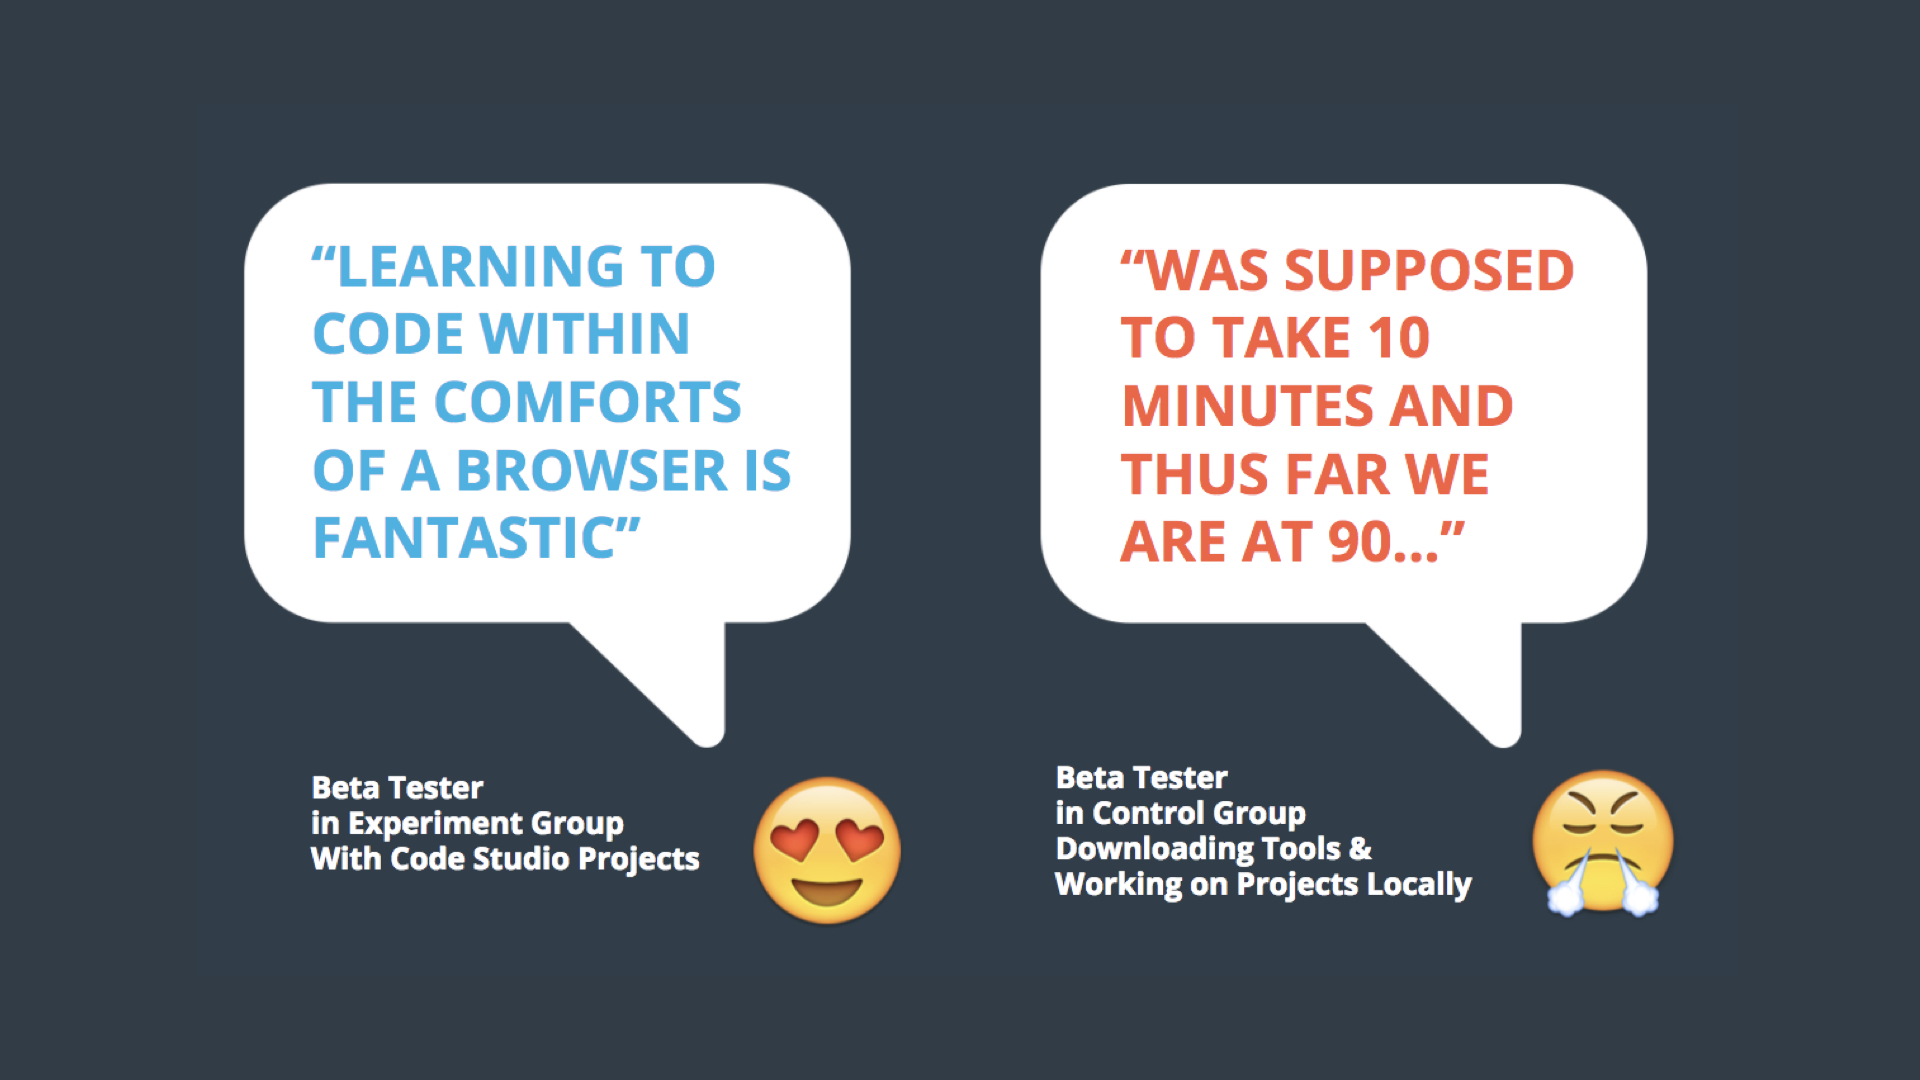 “LEARNING TO
CODE WITHIN
THE COMFORTS
OF A BROWSER IS
FANTASTIC”
Beta Tester
in Experiment Group
With Code Studio Projects
“WAS SUPPOSED
TO TAKE 10
MINUTES AND
THUS FAR WE
ARE AT 90...”
Beta Tester
in Control Group
Downloading Tools &
Working on Projects Locally